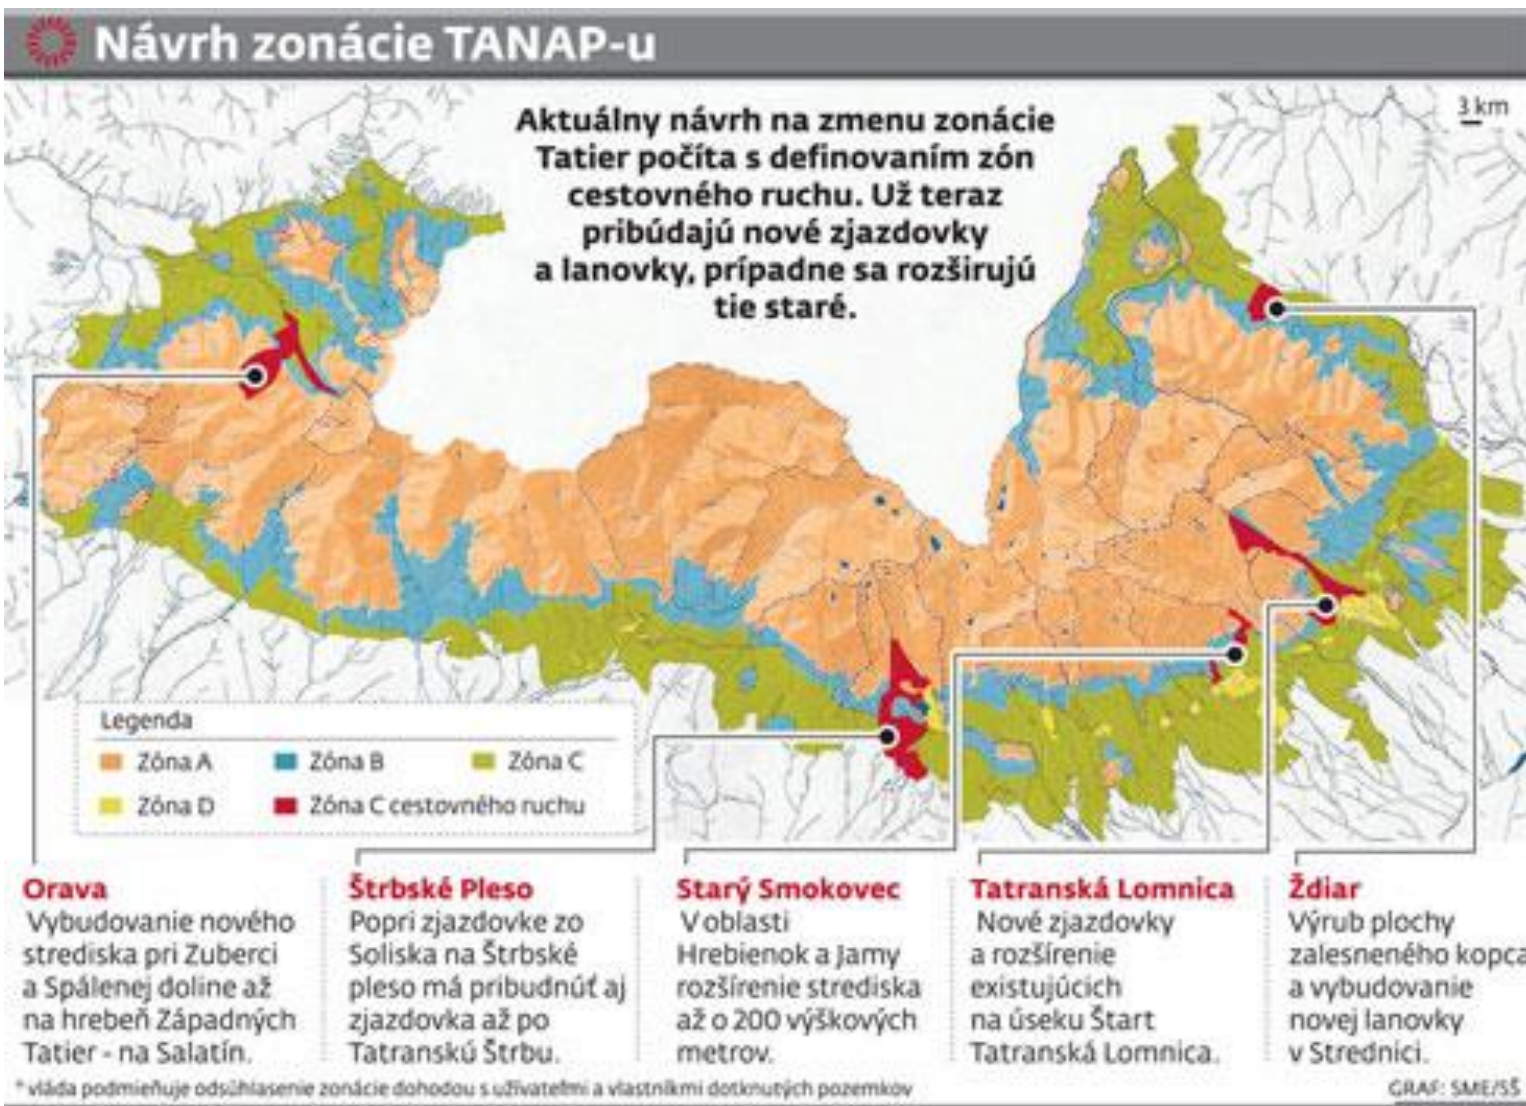 Návrh zonácie TANAP-u
Aktuálny návrh na zmenu zonácie
Tatier počíta s definovaním zón
cestovného ruchu. Už teraz
pribúdajú nové zjazdovky
a lanovky, prípadne sa rozširujú
tie staré.
3 km
Legenda
Zóna A
Zóna B
Zóna C
Zóna D
Zóna C cestovného ruchu
Orava
Vybudovanie nového
strediska pri Zuberci
a Spálenej doline až
na hrebeň Západných
Tatier - na Salatín.
Štrbské Pleso
Popri zjazdovke zo
Soliska na Štrbské
pleso má pribudnúť aj
zjazdovka až po
Tatranskú Štrbu.
Starý Smokovec
V oblasti
Hrebienok a Jamy
rozšírenie strediska
až o 200 výškových
metrov.
Tatranská Lomnica
Nové zjazdovky
a rozšírenie
existujúcich
na úseku Štart
Tatranská Lomnica.
Ždiar
Výrub plochy
zalesneného kopca
a vybudovanie
novej lanovky
v Strednici.
* vláda podmieňuje odsúhlasenie zonácie dohodou s užívateľmi a vlastníkmi dotknutých pozemkov
GRAF: SME/SŠ